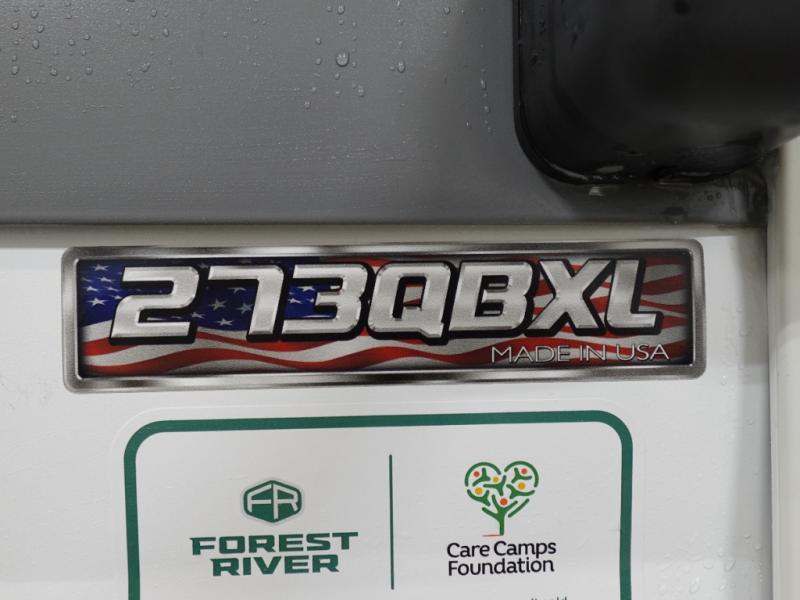 273QBXL
MADE IN USA
FR
FOREST
RIVER
Care Camps
Foundation